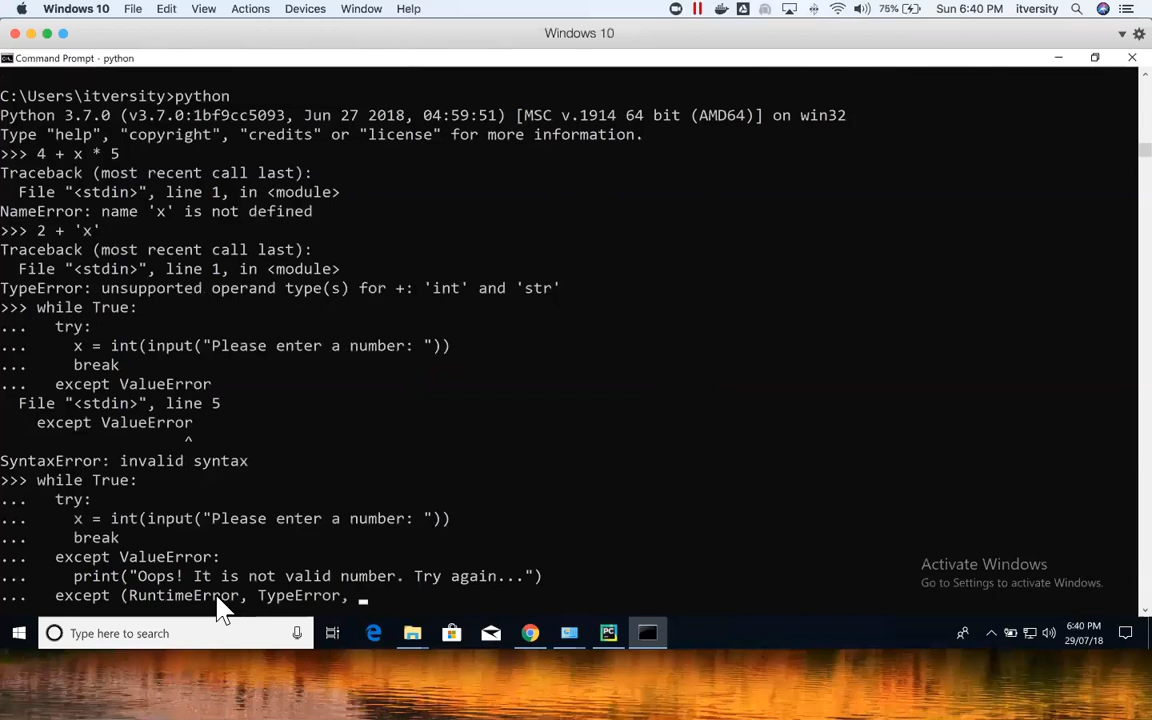 Windows 10 File Edit View Actions Devices Window Help 75% Sun 6:40 PM itversity
Windows 10
Command Prompt - python
C:\Users\itversity>python
Python 3.7.0 (v3.7.0:1bf9cc5093, Jun 27 2018, 04:59:51) [MSC v.1914 64 bit (AMD64)] on win32
Type "help", "copyright", "credits" or "license" for more information.
>>> 4 + x * 5
Traceback (most recent call last):
  File "<stdin>", line 1, in <module>
NameError: name 'x' is not defined
>>> 2 + 'x'
Traceback (most recent call last):
  File "<stdin>", line 1, in <module>
TypeError: unsupported operand type(s) for +: 'int' and 'str'
>>> while True:
...   try:
...     x = int(input("Please enter a number: "))
...     break
...   except ValueError
  File "<stdin>", line 5
    except ValueError
                    ^
SyntaxError: invalid syntax
>>> while True:
...   try:
...     x = int(input("Please enter a number: "))
...     break
...   except ValueError:
...     print("Oops! It is not valid number. Try again...")
...   except (RuntimeError, TypeError, _
Activate Windows
Go to Settings to activate Windows.
Type here to search
PC
6:40 PM
29/07/18